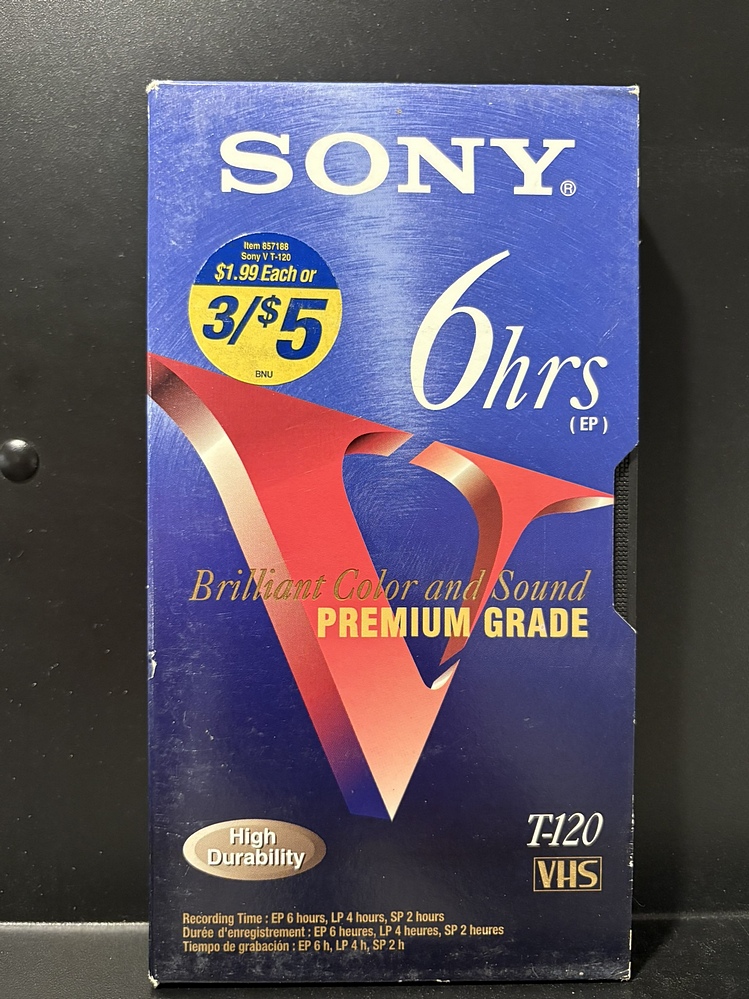 SONY®
Item 857188
Sony V T-120
$1.99 Each or
3/$5
BNU
6hrs
(EP)
V
Brilliant Color and Sound
PREMIUM GRADE
High
Durability
T-120
VHS
Recording Time : EP 6 hours, LP 4 hours, SP 2 hours
Durée d'enregistrement : EP 6 heures, LP 4 heures, SP 2 heures
Tiempo de grabación : EP 6 h, LP 4 h, SP 2 h